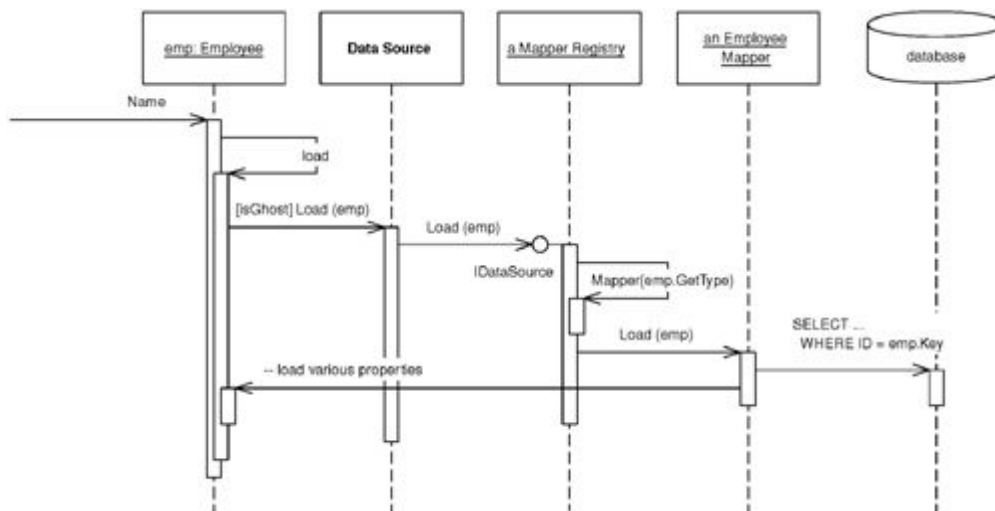 emp: Employee
Data Source
a Mapper Registry
an Employee
Mapper
database
Name
load
[isGhost] Load (emp)
Load (emp)
IDataSource
Mapper(emp.GetType)
Load (emp)
SELECT ...
WHERE ID = emp.Key
-- load various properties